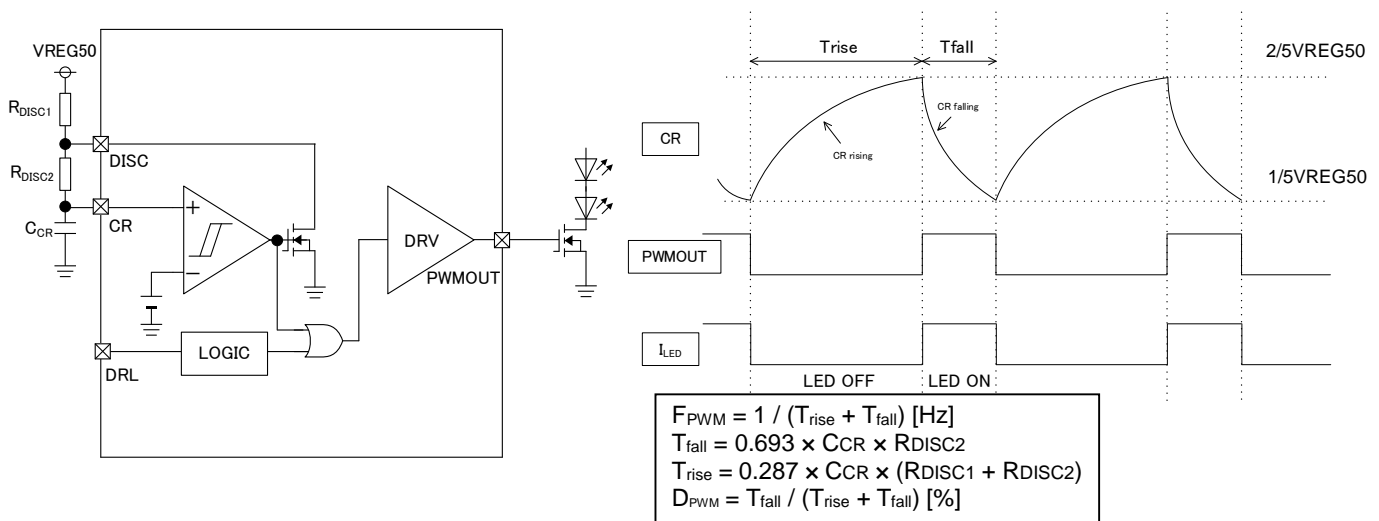 VREG50
RDISC1
DISC
RDISC2
CR
CCR
+
−
DRV
PWMOUT
LOGIC
DRL
Trise
Tfall
2/5VREG50
CR
CR rising
CR falling
1/5VREG50
PWMOUT
ILED
LED OFF
LED ON
FPWM = 1 / (Trise + Tfall) [Hz]
Tfall = 0.693 × CCR × RDISC2
Trise = 0.287 × CCR × (RDISC1 + RDISC2)
DPWM = Tfall / (Trise + Tfall) [%]